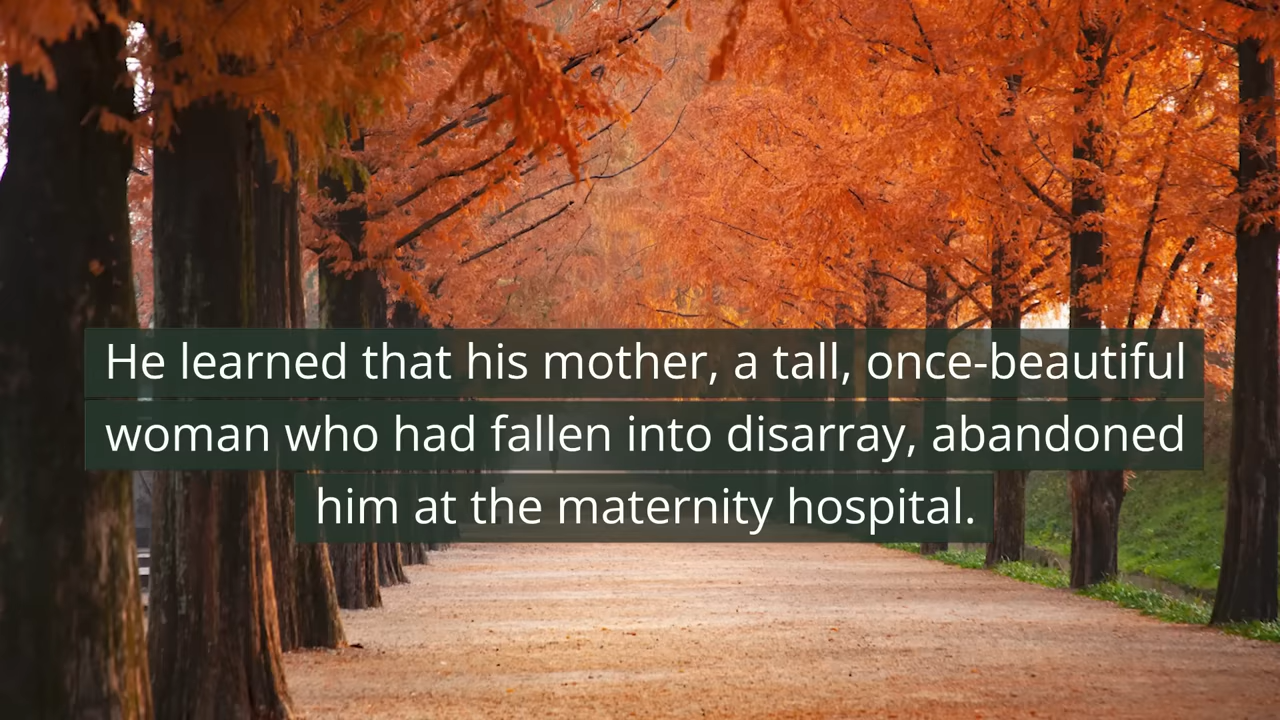 He learned that his mother, a tall, once-beautiful
woman who had fallen into disarray, abandoned
him at the maternity hospital.